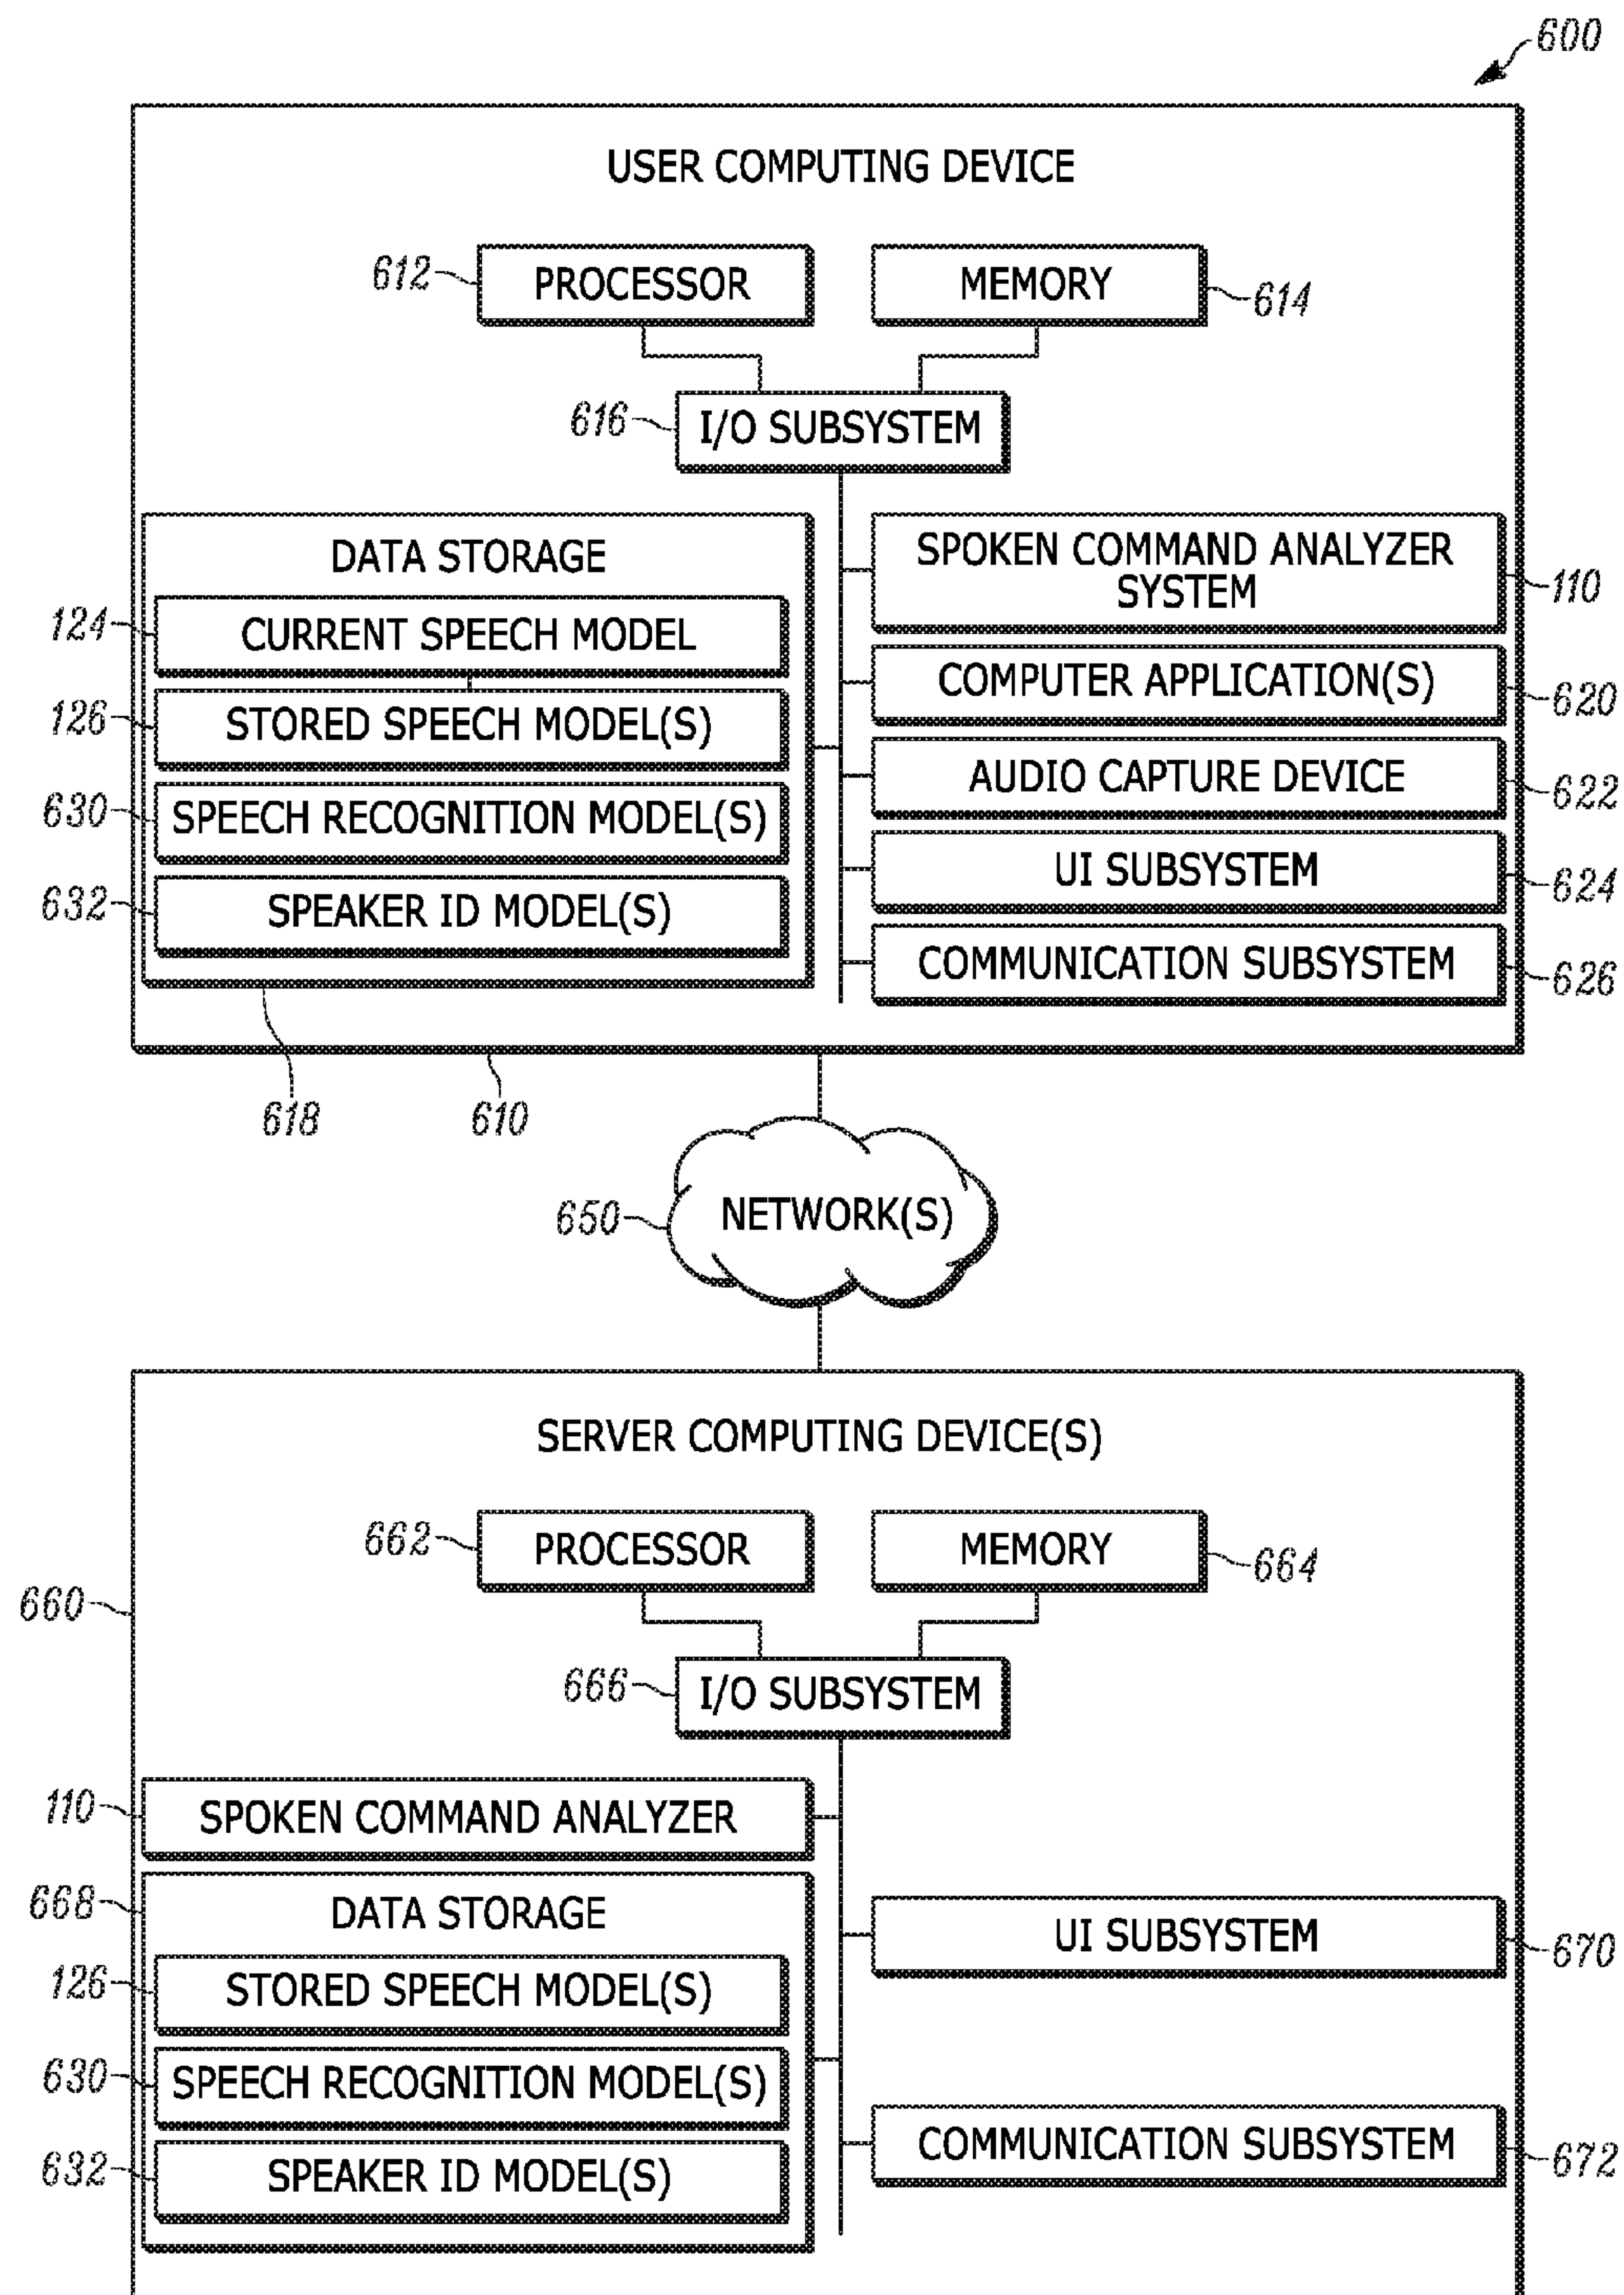 600
USER COMPUTING DEVICE
612
PROCESSOR
MEMORY
614
616
I/O SUBSYSTEM
DATA STORAGE
124
CURRENT SPEECH MODEL
126
STORED SPEECH MODEL(S)
630
SPEECH RECOGNITION MODEL(S)
632
SPEAKER ID MODEL(S)
SPOKEN COMMAND ANALYZER
SYSTEM
110
COMPUTER APPLICATION(S)
620
AUDIO CAPTURE DEVICE
622
UI SUBSYSTEM
624
COMMUNICATION SUBSYSTEM
626
618
610
650
NETWORK(S)
SERVER COMPUTING DEVICE(S)
662
PROCESSOR
MEMORY
664
660
666
I/O SUBSYSTEM
110
SPOKEN COMMAND ANALYZER
668
DATA STORAGE
126
STORED SPEECH MODEL(S)
630
SPEECH RECOGNITION MODEL(S)
632
SPEAKER ID MODEL(S)
UI SUBSYSTEM
670
COMMUNICATION SUBSYSTEM
672